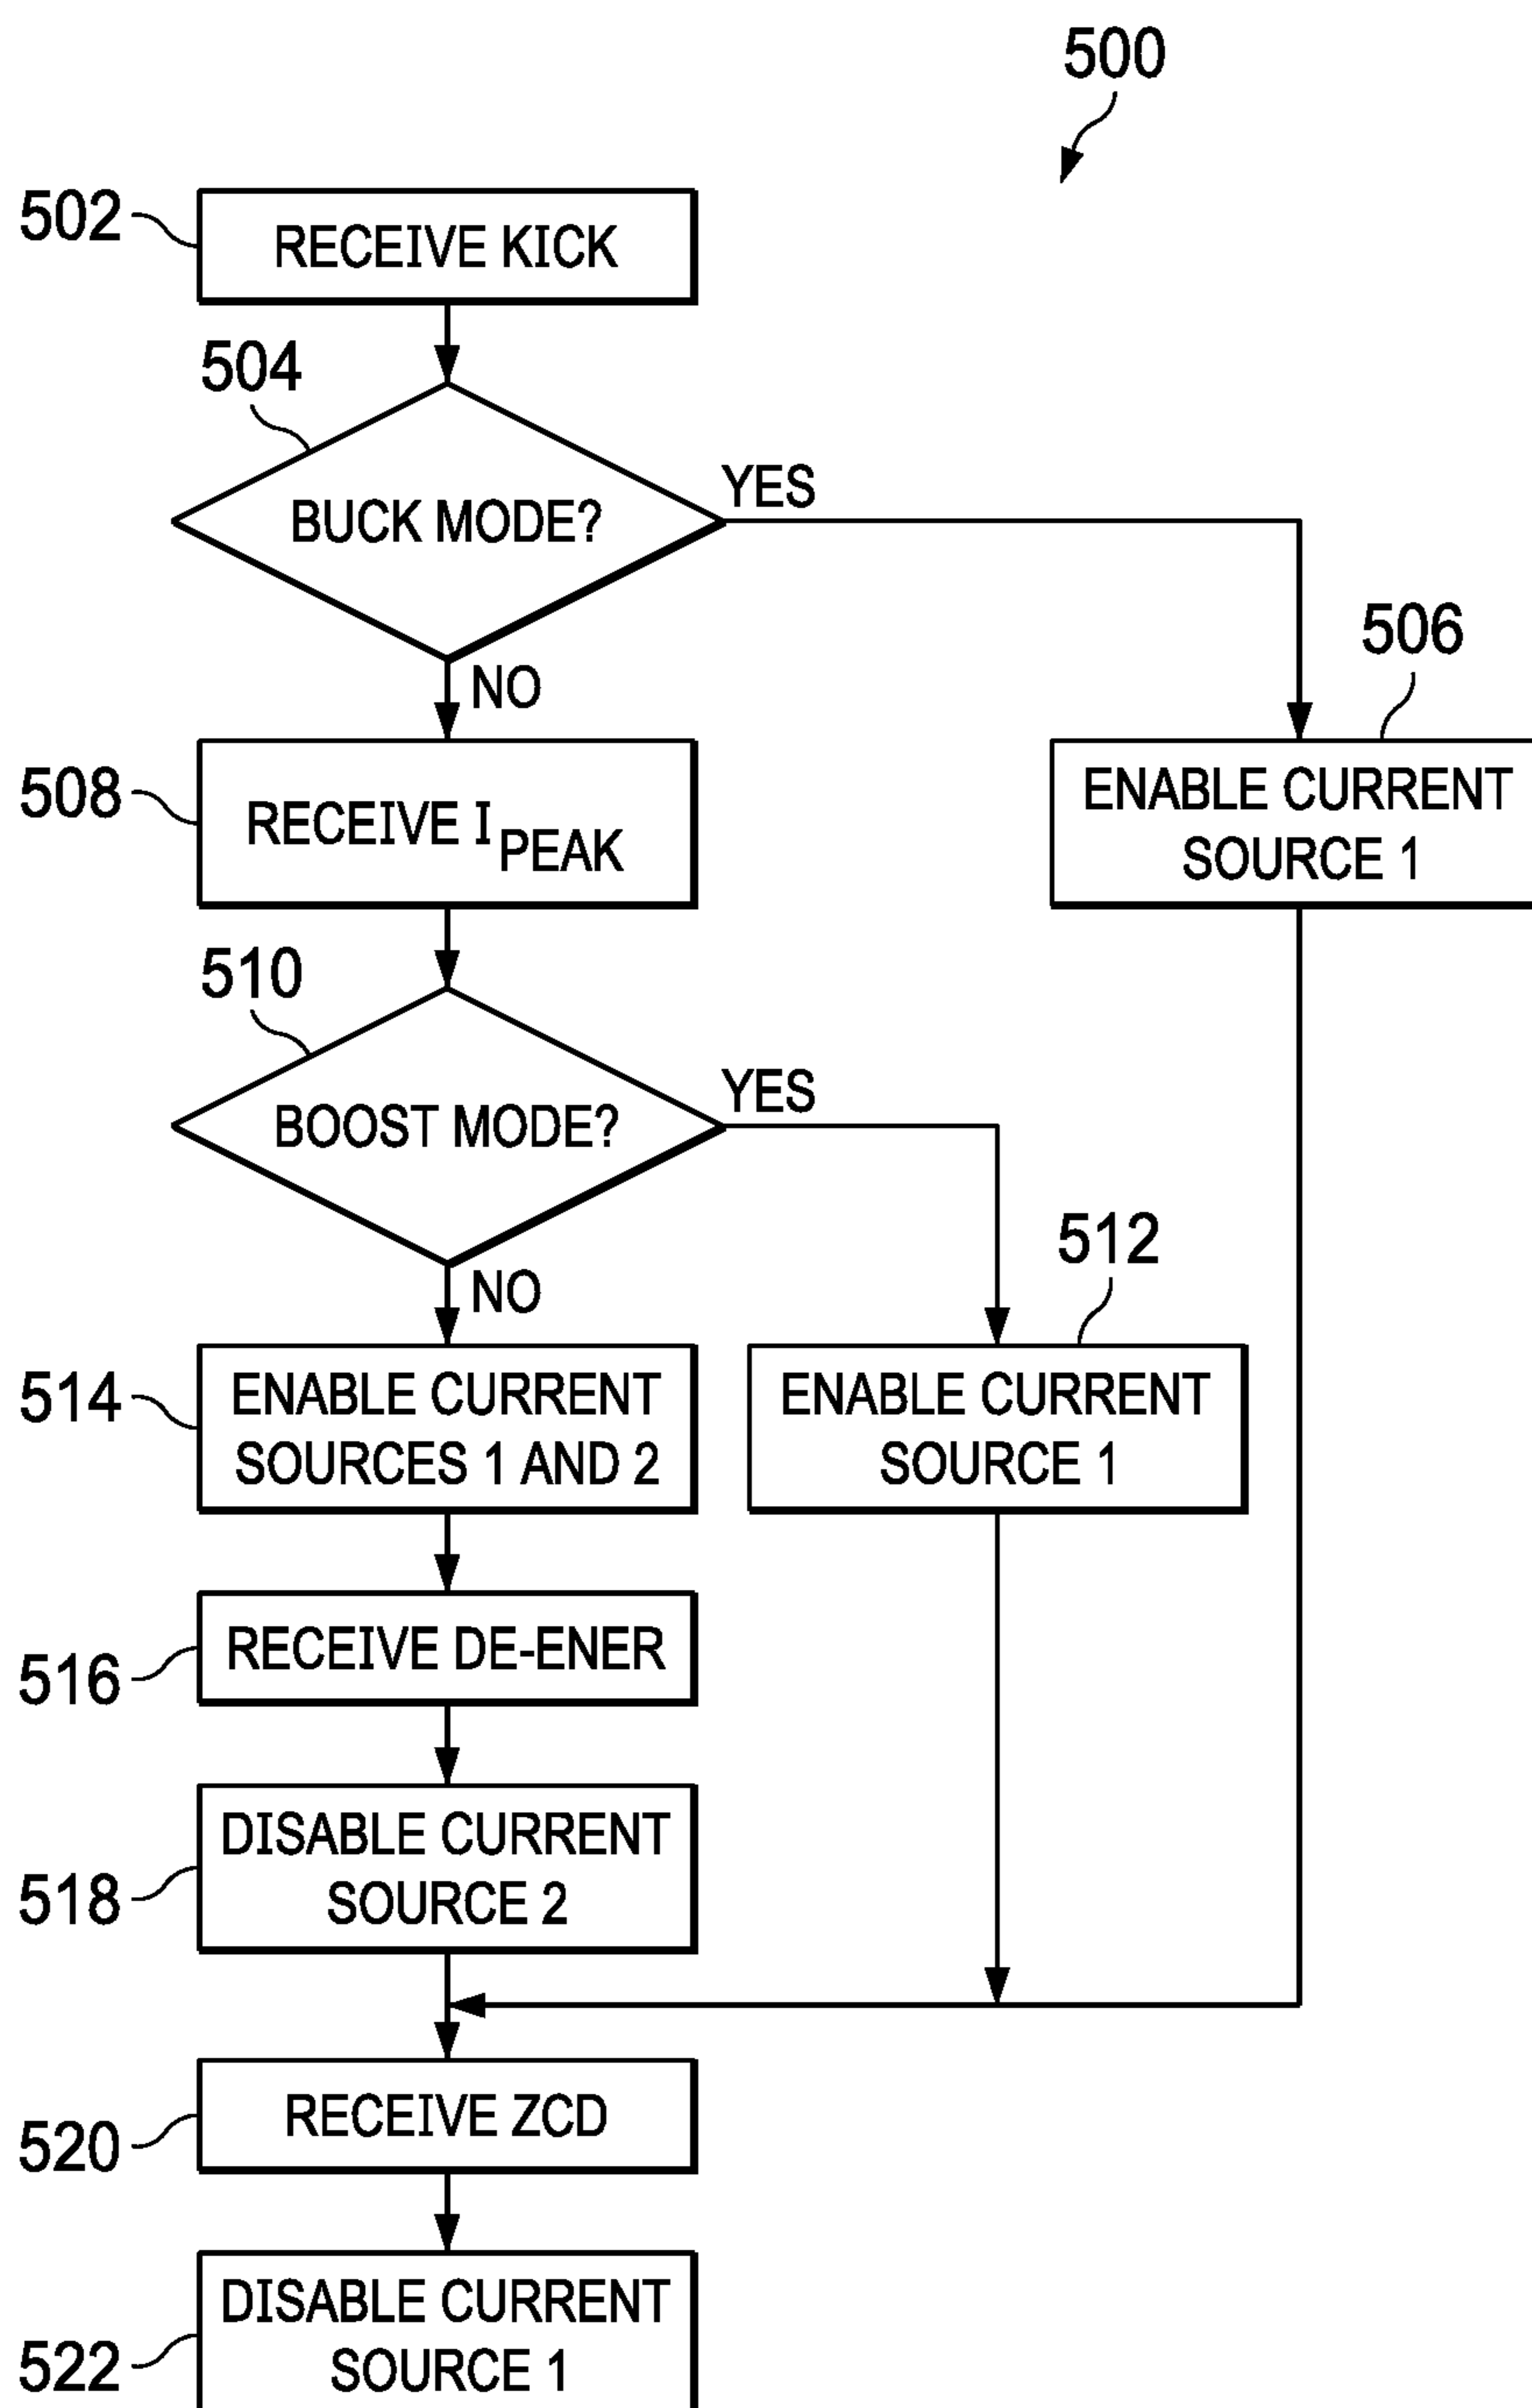 500
502
RECEIVE KICK
504
BUCK MODE?
YES
NO
506
ENABLE CURRENT
SOURCE 1
508
RECEIVE I PEAK
510
BOOST MODE?
YES
NO
512
ENABLE CURRENT
SOURCE 1
514
ENABLE CURRENT
SOURCES 1 AND 2
516
RECEIVE DE-ENER
518
DISABLE CURRENT
SOURCE 2
520
RECEIVE ZCD
522
DISABLE CURRENT
SOURCE 1